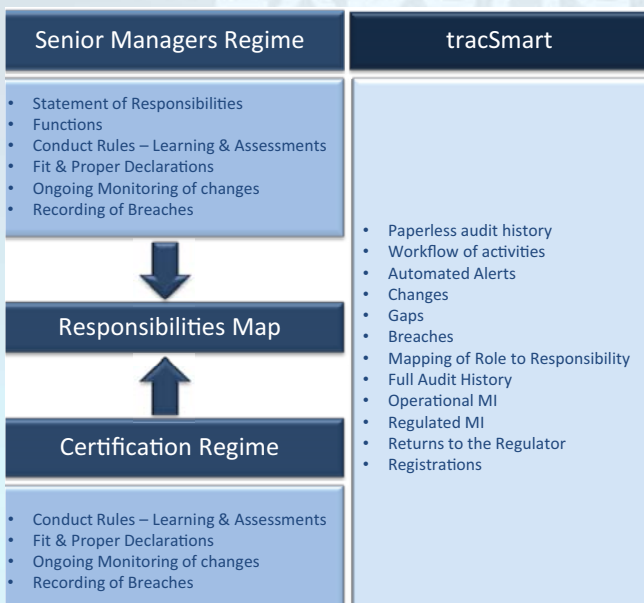 Senior Managers Regime
• Statement of Responsibilities
• Functions
• Conduct Rules – Learning & Assessments
• Fit & Proper Declarations
• Ongoing Monitoring of changes
• Recording of Breaches
Responsibilities Map
Certification Regime
• Conduct Rules – Learning & Assessments
• Fit & Proper Declarations
• Ongoing Monitoring of changes
• Recording of Breaches
tracSmart
• Paperless audit history
• Workflow of activities
• Automated Alerts
• Changes
• Gaps
• Breaches
• Mapping of Role to Responsibility
• Full Audit History
• Operational MI
• Regulated MI
• Returns to the Regulator
• Registrations